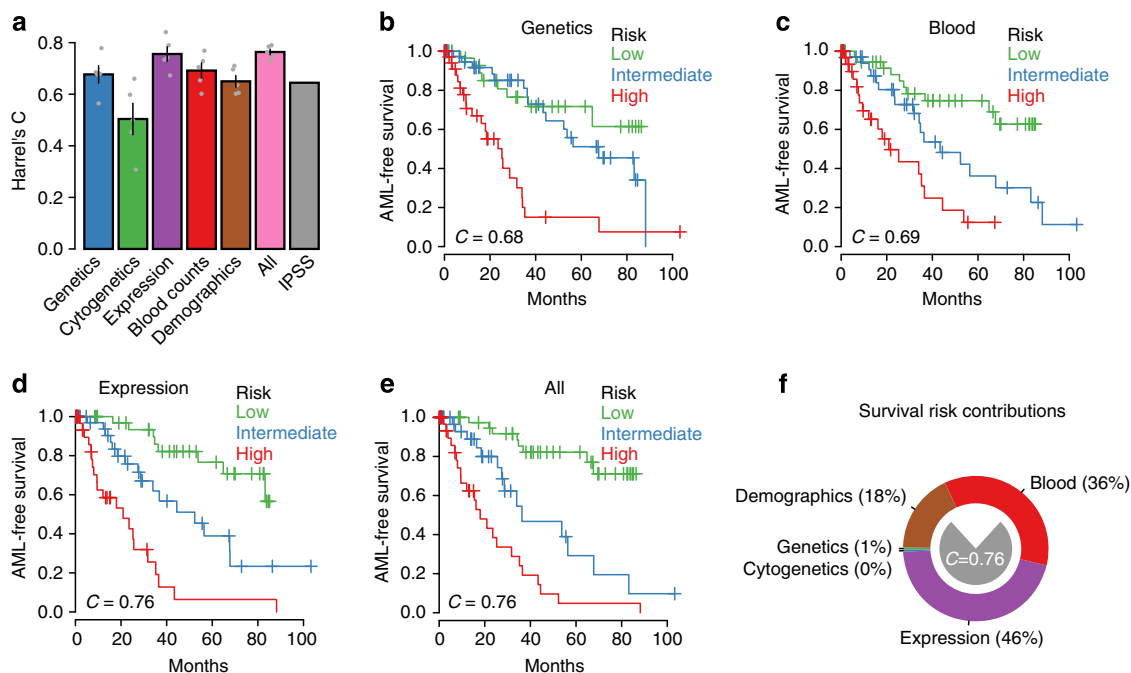 a
0.8
0.6
0.4
0.2
0.0
Harrel's C
Genetics
Cytogenetics
Expression
Blood counts
Demographics
All
IPSS
b
Genetics
Risk
Low
Intermediate
High
1.0
0.8
0.6
0.4
0.2
0.0
AML-free survival
C = 0.68
0 20 40 60 80 100
Months
c
Blood
Risk
Low
Intermediate
High
1.0
0.8
0.6
0.4
0.2
0.0
AML-free survival
C = 0.69
0 20 40 60 80 100
Months
d
Expression
Risk
Low
Intermediate
High
1.0
0.8
0.6
0.4
0.2
0.0
AML-free survival
C = 0.76
0 20 40 60 80 100
Months
e
All
Risk
Low
Intermediate
High
1.0
0.8
0.6
0.4
0.2
0.0
AML-free survival
C = 0.76
0 20 40 60 80 100
Months
f
Survival risk contributions
Blood (36%)
Demographics (18%)
Genetics (1%)
Cytogenetics (0%)
C=0.76
Expression (46%)